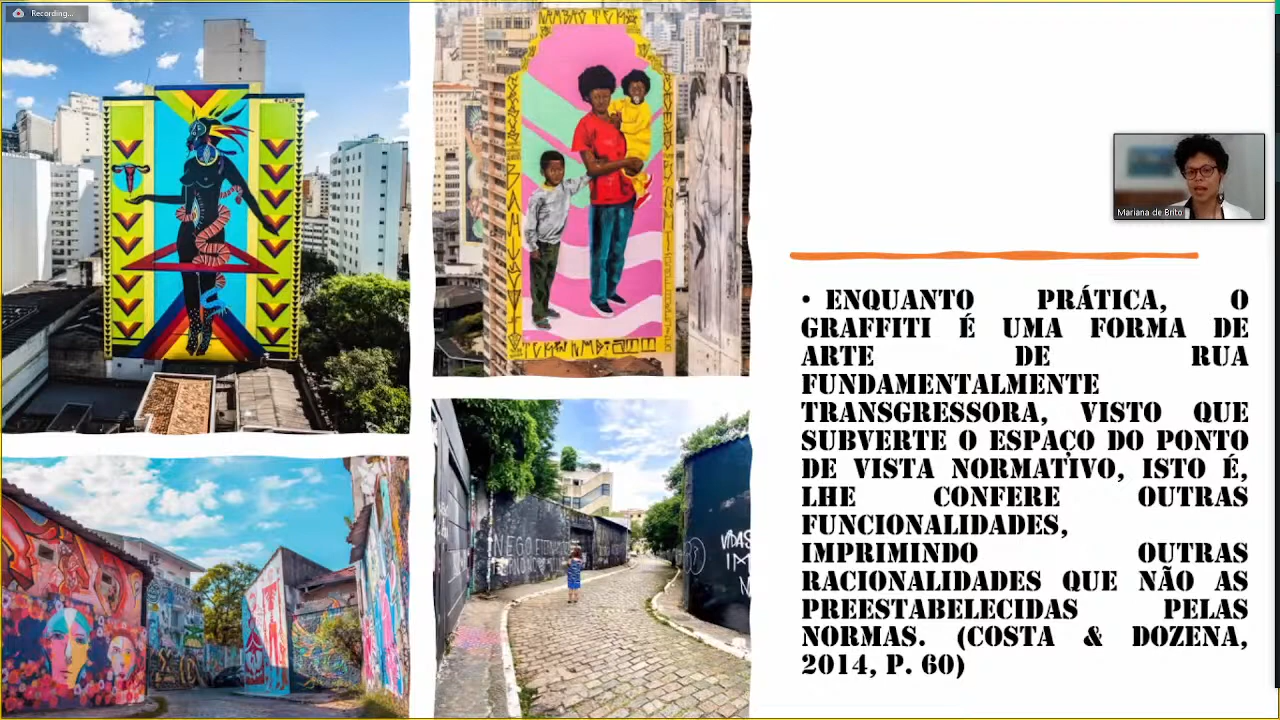 Recording...
Mariana de Brito
• ENQUANTO PRÁTICA, O
GRAFFITI É UMA FORMA DE
ARTE DE RUA
FUNDAMENTALMENTE
TRANSGRESSORA, VISTO QUE
SUBVERTE O ESPAÇO DO PONTO
DE VISTA NORMATIVO, ISTO É,
LHE CONFERE OUTRAS
FUNCIONALIDADES,
IMPRIMINDO OUTRAS
RACIONALIDADES QUE NÃO AS
PREESTABELECIDAS PELAS
NORMAS. (COSTA & DOZENA,
2014, P. 60)
VIDAS